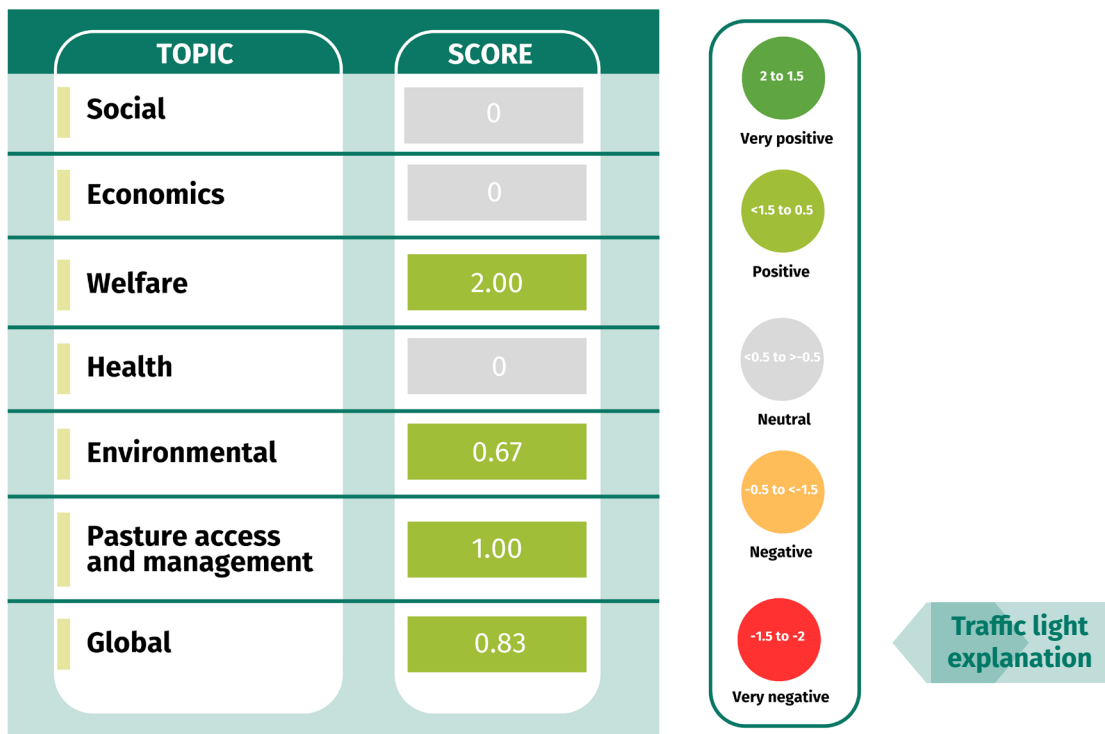 TOPIC SCORE
Social 0
Economics 0
Welfare 2.00
Health 0
Environmental 0.67
Pasture access
and management 1.00
Global 0.83
2 to 1.5
Very positive
<1.5 to 0.5
Positive
<0.5 to >-0.5
Neutral
-0.5 to <-1.5
Negative
-1.5 to -2
Very negative
Traffic light
explanation